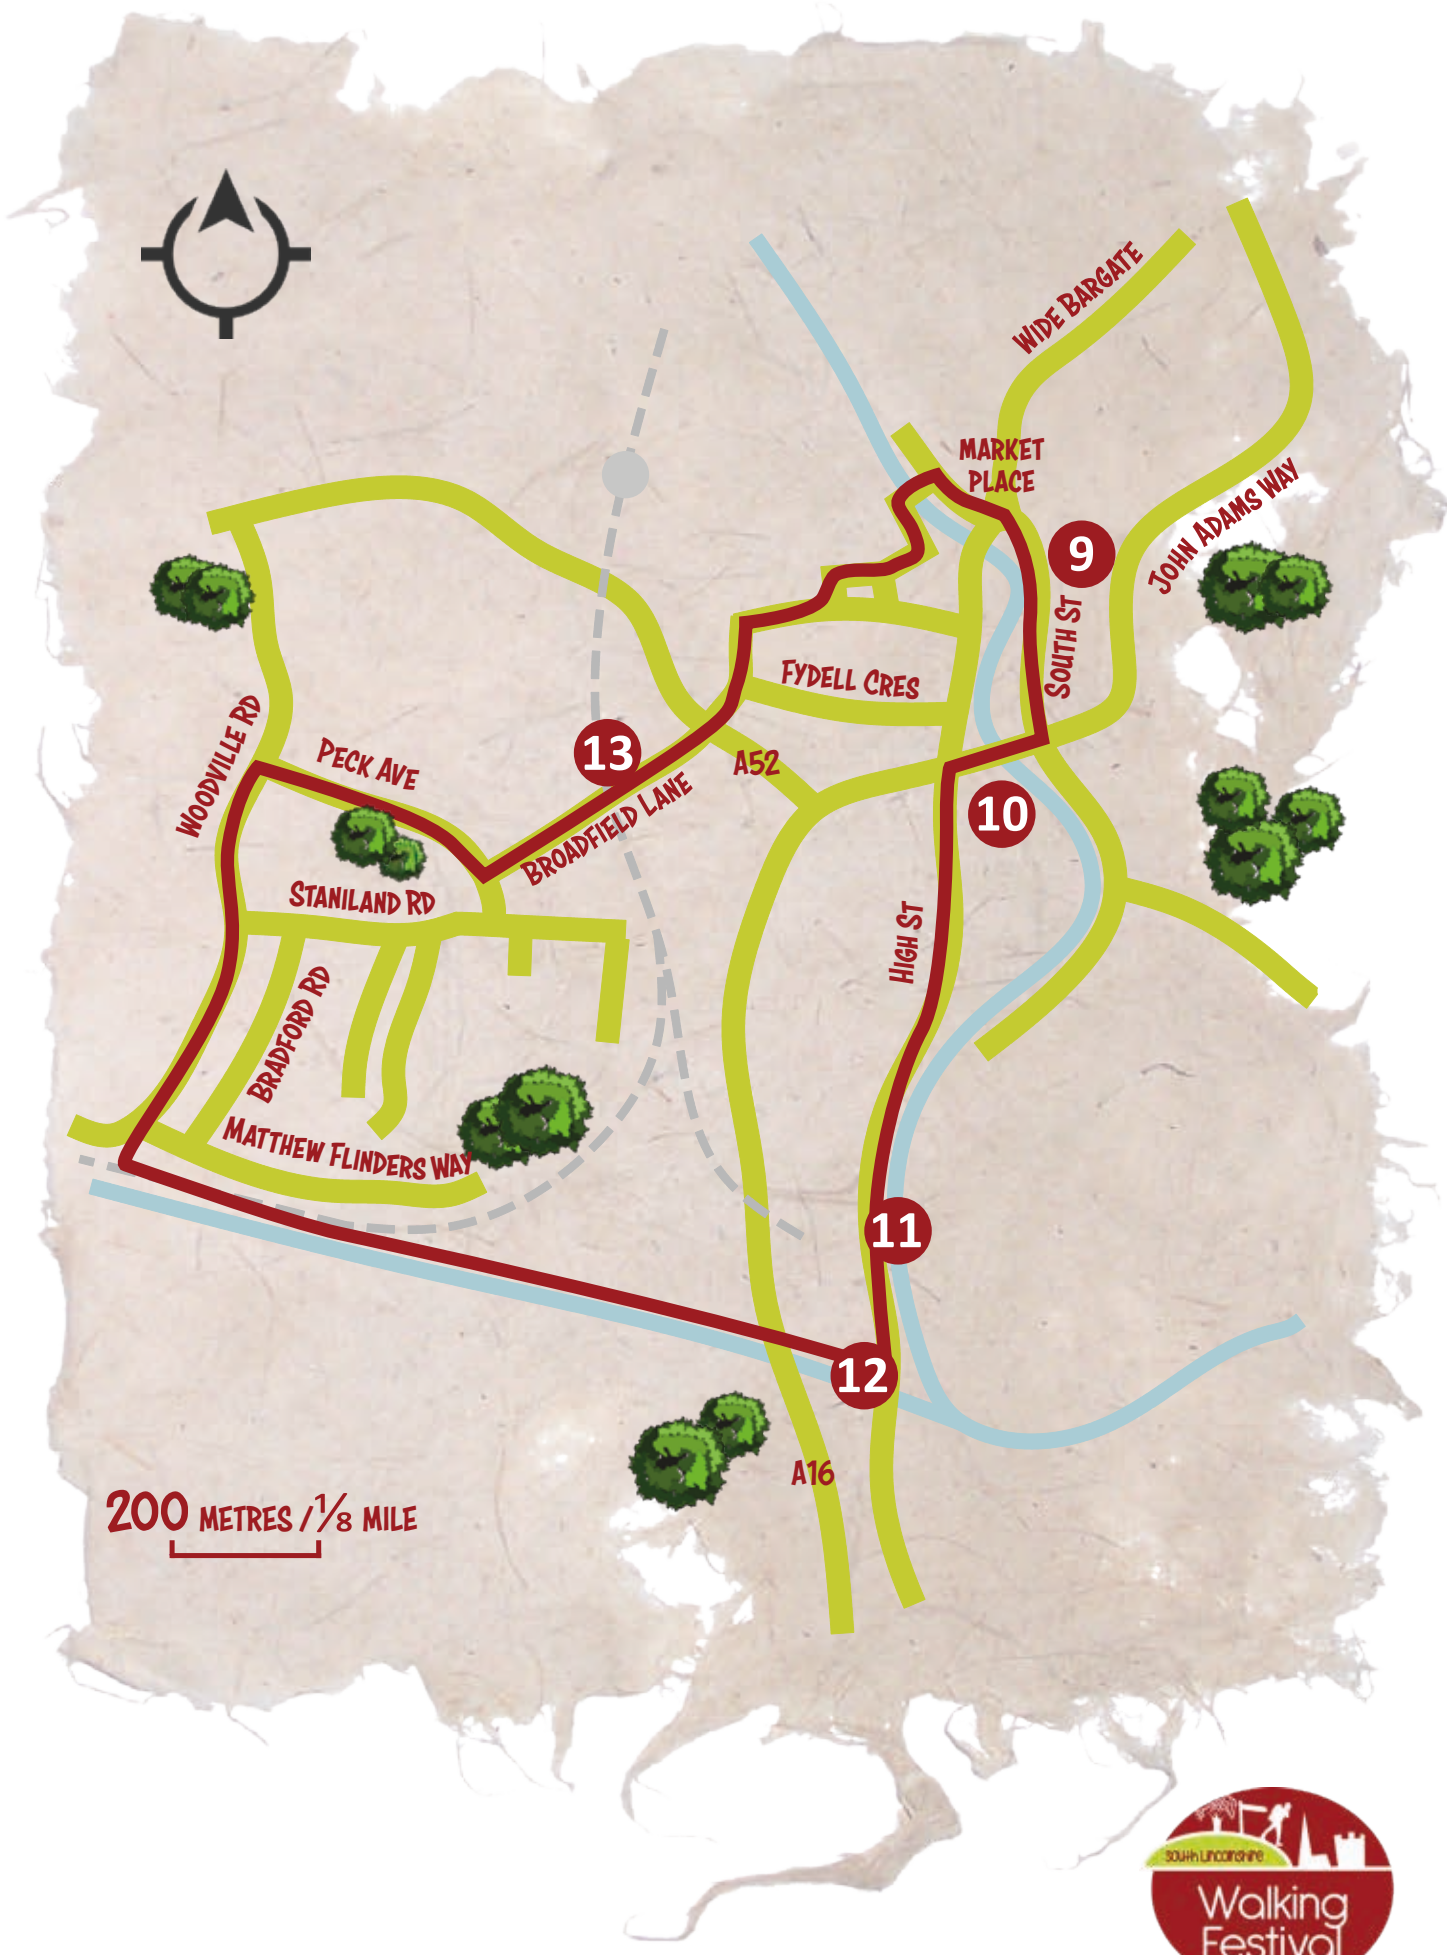 WIDE BARGATE
MARKET
PLACE
JOHN ADAMS WAY
9
SOUTH ST
FYDELL CRES
WOODVILLE RD
PECK AVE
13
A52
BROADFIELD LANE
10
STANILAND RD
HIGH ST
BRADFORD RD
MATTHEW FLINDERS WAY
11
12
A16
200 METRES / ⅛ MILE
South Lincolnshire
Walking
Festival